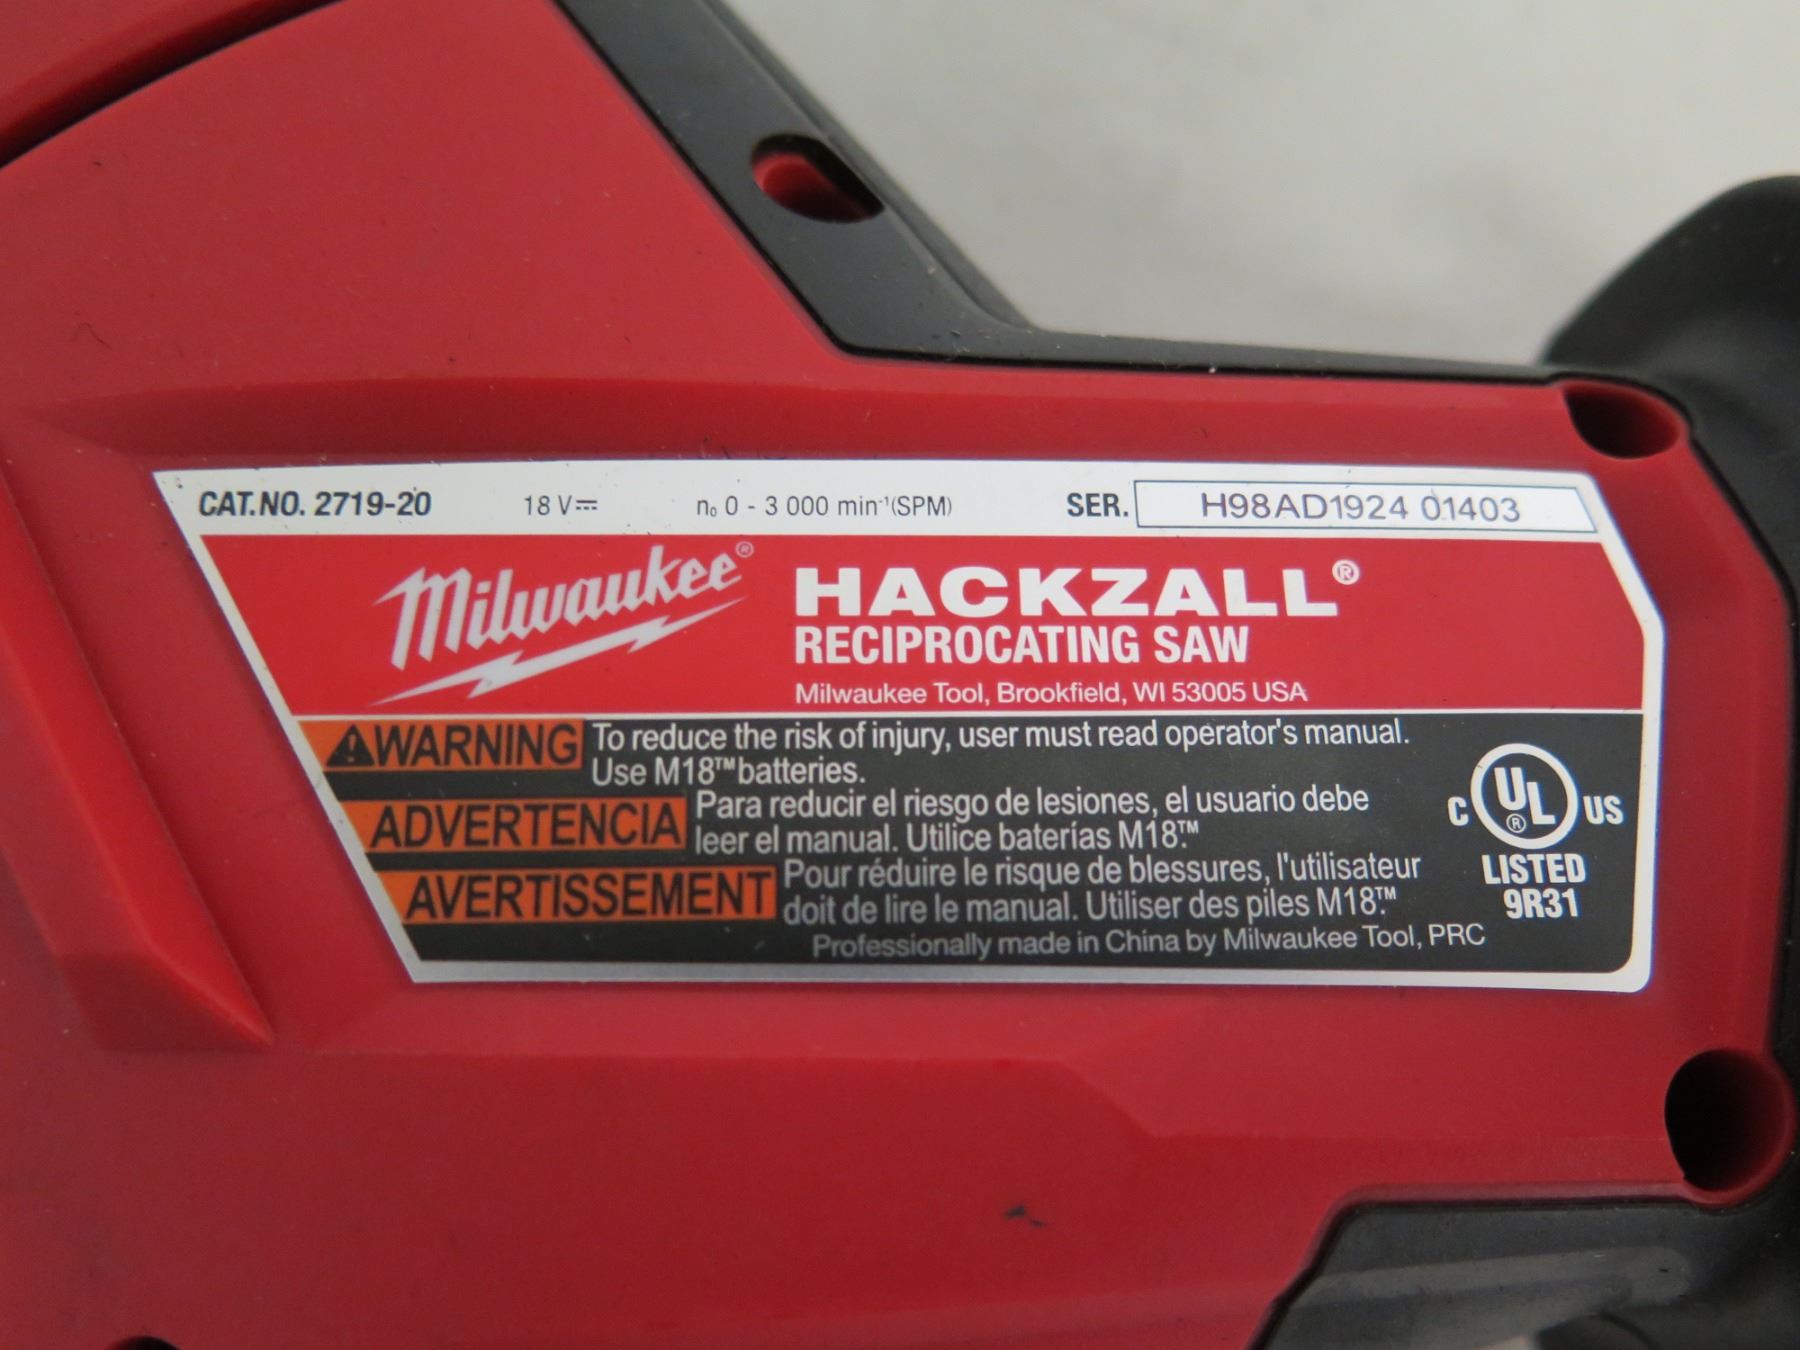 CAT.NO. 2719-20 18 V⎓ n₀ 0 - 3 000 min⁻¹(SPM) SER. H98AD1924 01403
Milwaukee®
HACKZALL®
RECIPROCATING SAW
Milwaukee Tool, Brookfield, WI 53005 USA
⚠WARNING To reduce the risk of injury, user must read operator's manual.
Use M18™ batteries.
ADVERTENCIA Para reducir el riesgo de lesiones, el usuario debe
leer el manual. Utilice baterías M18™.
AVERTISSEMENT Pour réduire le risque de blessures, l'utilisateur
doit de lire le manual. Utiliser des piles M18™.
Professionally made in China by Milwaukee Tool, PRC
C UL® US
LISTED
9R31